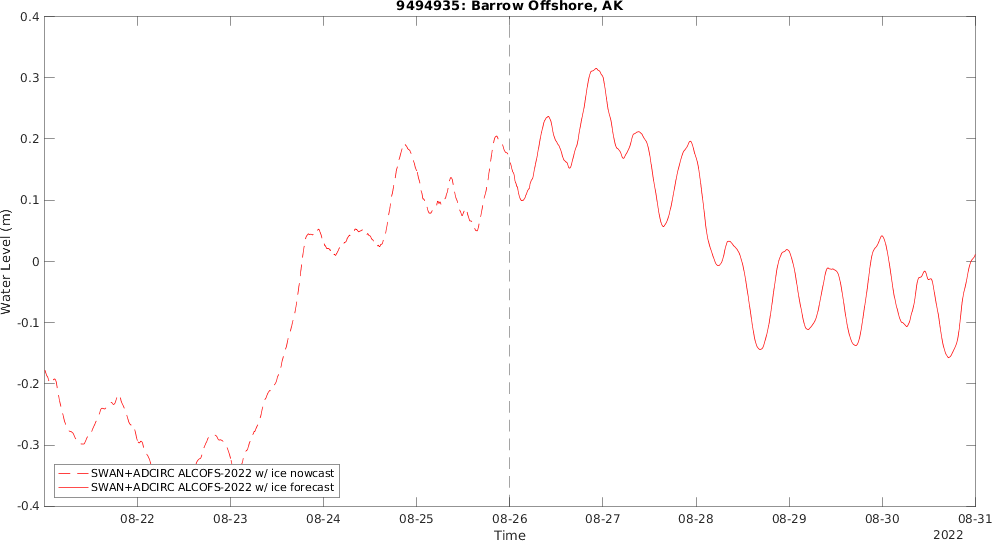 9494935: Barrow Offshore, AK
0.4
0.3
0.2
0.1
0
-0.1
-0.2
-0.3
-0.4
Water Level (m)
SWAN+ADCIRC ALCOFS-2022 w/ ice nowcast
SWAN+ADCIRC ALCOFS-2022 w/ ice forecast
08-22 08-23 08-24 08-25 08-26 08-27 08-28 08-29 08-30 08-31
Time
2022